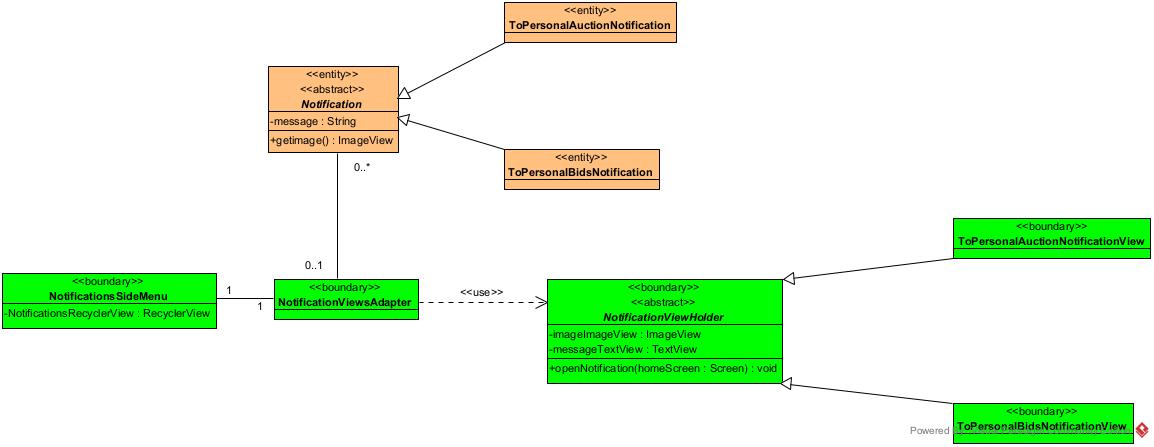 <<entity>>
ToPersonalAuctionNotification
<<entity>>
<<abstract>>
Notification
-message : String
+getimage() : ImageView
<<entity>>
ToPersonalBidsNotification
0..*
0..1
<<boundary>>
NotificationsSideMenu
-NotificationsRecyclerView : RecyclerView
1
1
<<boundary>>
NotificationViewsAdapter
<<use>>
<<boundary>>
<<abstract>>
NotificationViewHolder
-imageImageView : ImageView
-messageTextView : TextView
+openNotification(homeScreen : Screen) : void
<<boundary>>
ToPersonalAuctionNotificationView
<<boundary>>
ToPersonalBidsNotificationView
Powered